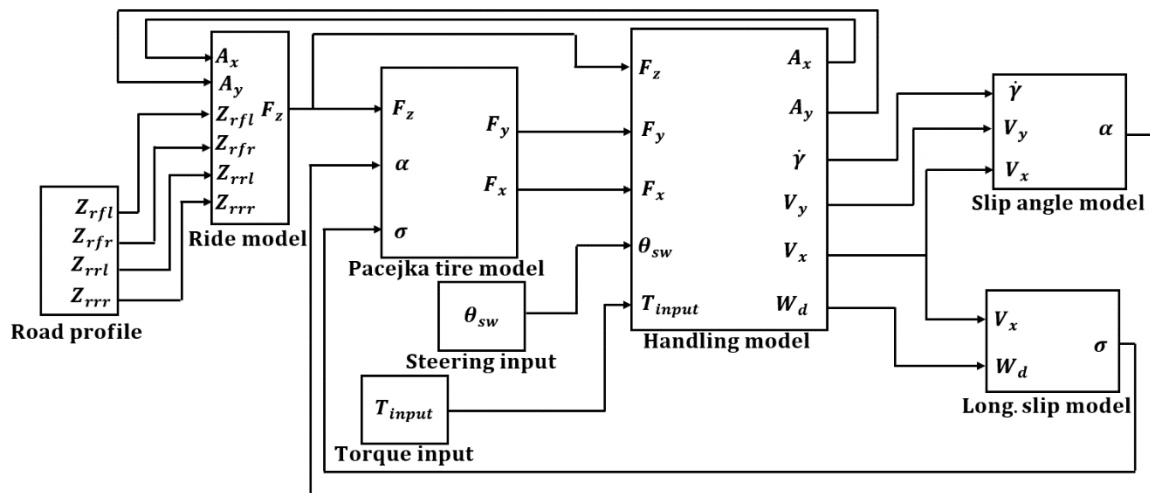 A_x
A_y
Z_rfl
Z_rfr
Z_rrl
Z_rrr
F_z
Ride model
Z_rfl
Z_rfr
Z_rrl
Z_rrr
Road profile
F_z
α
σ
F_y
F_x
Pacejka tire model
θ_sw
Steering input
T_input
Torque input
F_z
F_y
F_x
θ_sw
T_input
A_x
A_y
γ̇
V_y
V_x
W_d
Handling model
γ̇
V_y
V_x
α
Slip angle model
V_x
W_d
σ
Long. slip model